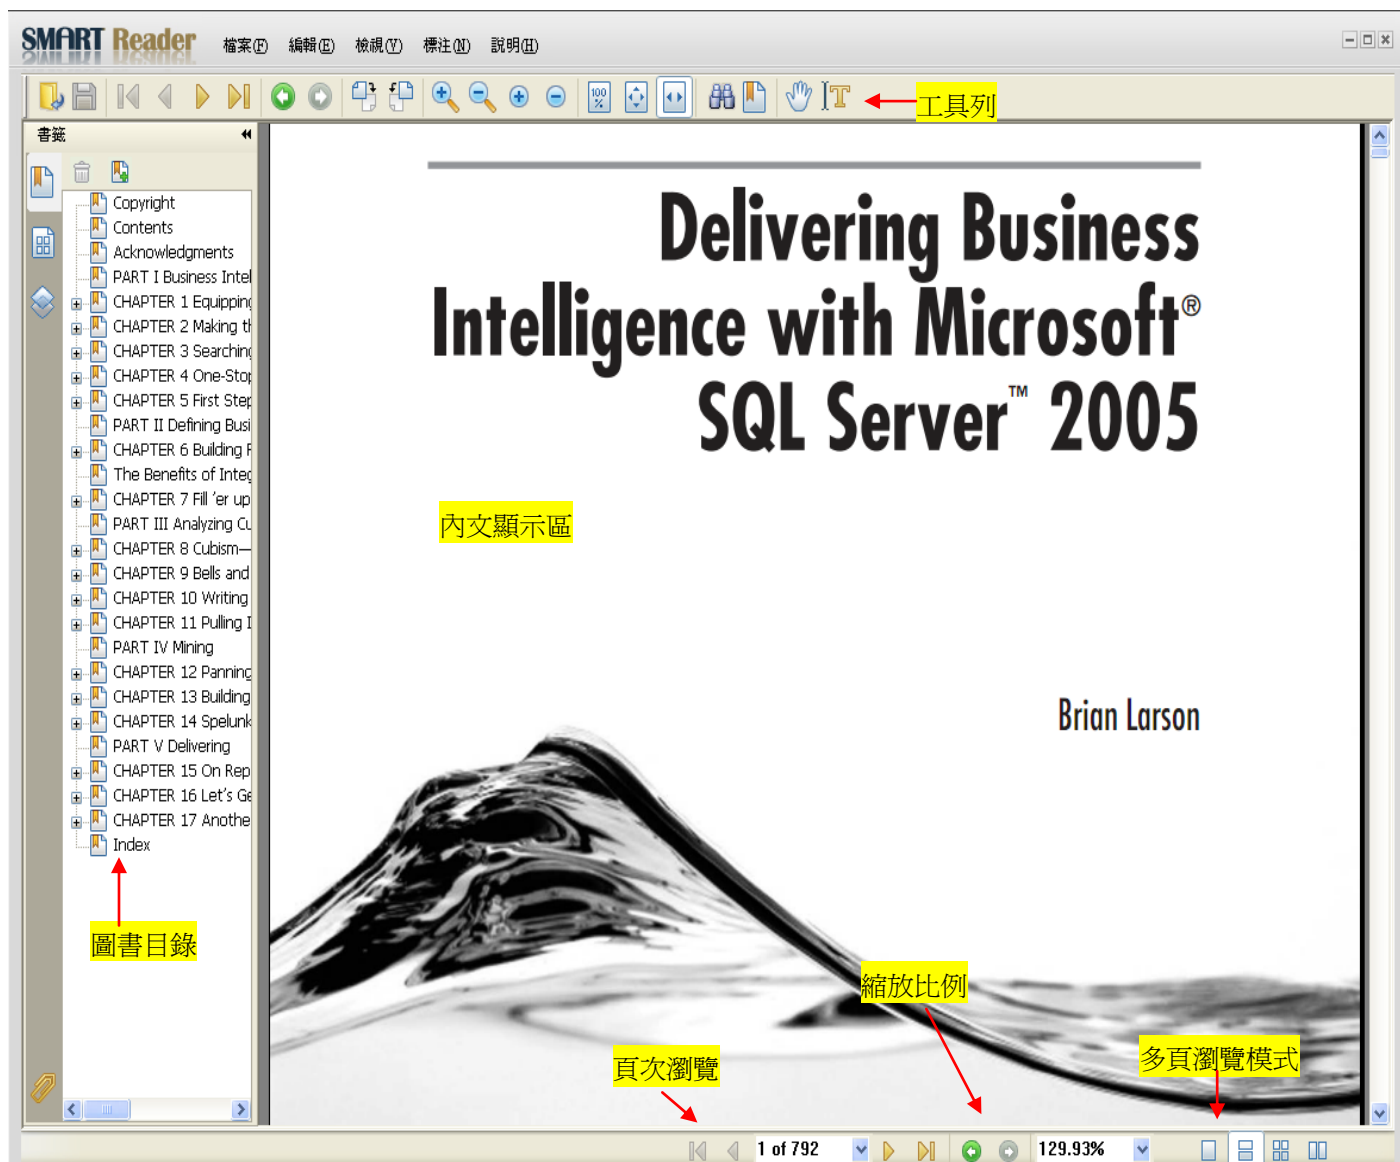 SMART Reader 檔案(F) 編輯(E) 檢視(V) 標注(N) 說明(H)
100%
工具列
書籤
Copyright
Contents
Acknowledgments
PART I Business Intel
CHAPTER 1 Equipping
CHAPTER 2 Making th
CHAPTER 3 Searching
CHAPTER 4 One-Stop
CHAPTER 5 First Step
PART II Defining Busi
CHAPTER 6 Building F
The Benefits of Integ
CHAPTER 7 Fill 'er up
PART III Analyzing Cu
CHAPTER 8 Cubism—
CHAPTER 9 Bells and
CHAPTER 10 Writing
CHAPTER 11 Pulling I
PART IV Mining
CHAPTER 12 Panning
CHAPTER 13 Building
CHAPTER 14 Spelunk
PART V Delivering
CHAPTER 15 On Rep
CHAPTER 16 Let's Ge
CHAPTER 17 Anothe
Index
圖書目錄
Delivering Business
Intelligence with Microsoft®
SQL Server™ 2005
內文顯示區
Brian Larson
縮放比例
頁次瀏覽
多頁瀏覽模式
1 of 792
129.93%